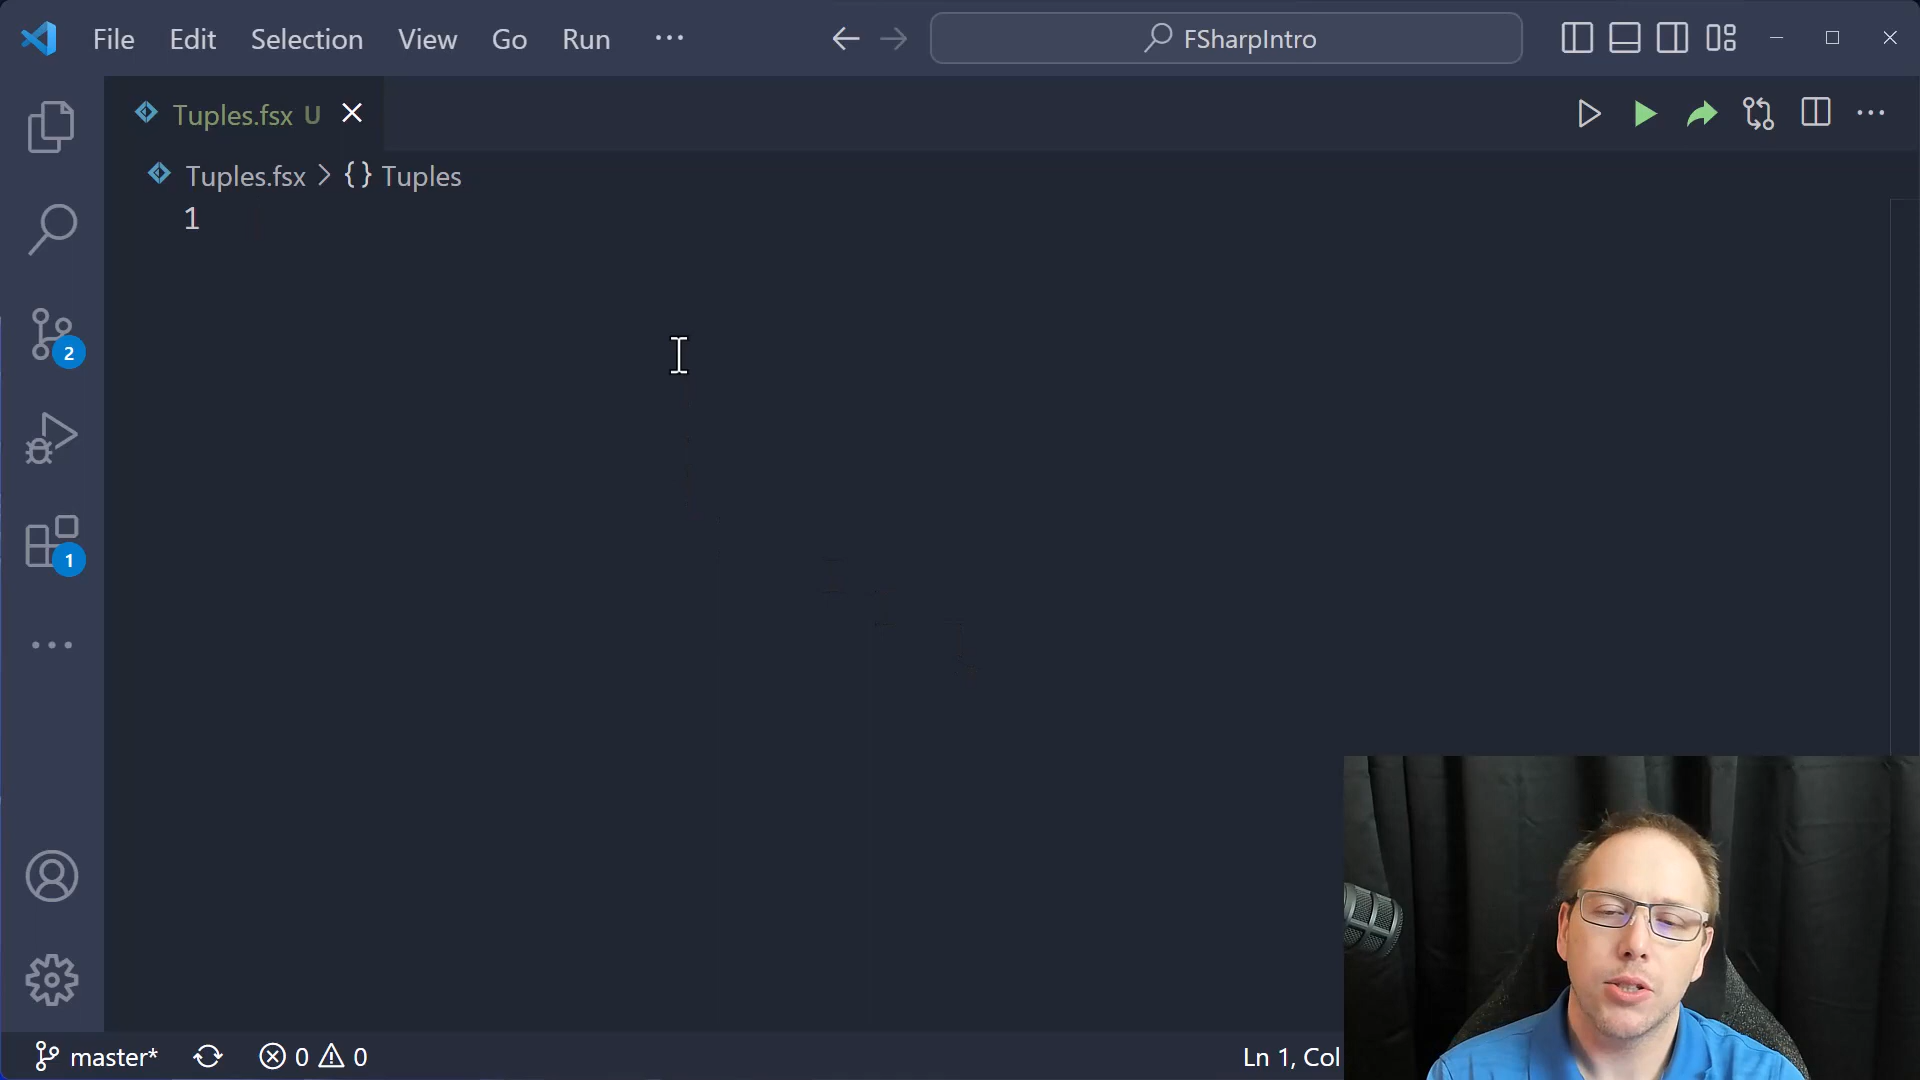 File Edit Selection View Go Run ··· FSharpIntro
Tuples.fsx U
Tuples.fsx > {} Tuples
1
2
1
master* 0 0 Ln 1, Col